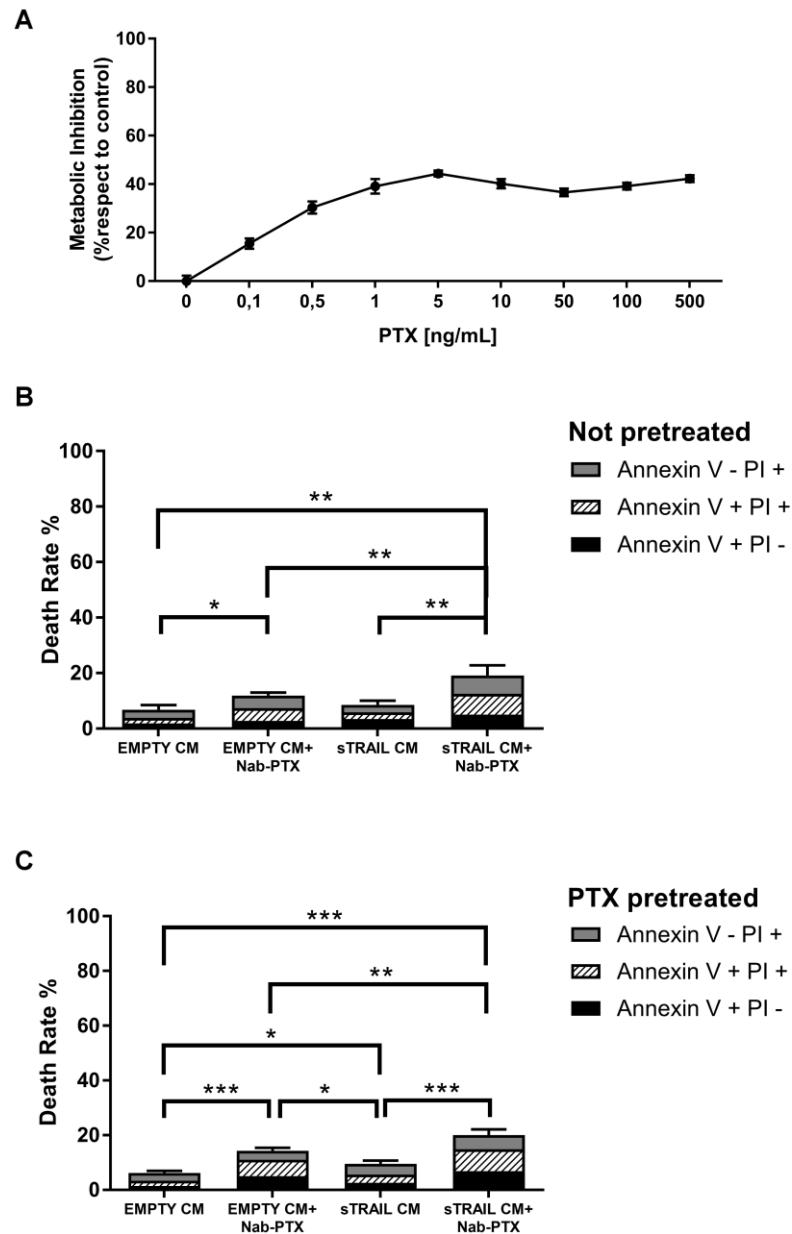 A
Metabolic Inhibition
(%respect to control)
100
80
60
40
20
0
0 0,1 0,5 1 5 10 50 100 500
PTX [ng/mL]
B
Not pretreated
Annexin V - PI +
Annexin V + PI +
Annexin V + PI -
Death Rate %
100
80
60
40
20
0
**
**
* **
EMPTY CM EMPTY CM+ sTRAIL CM sTRAIL CM+
Nab-PTX Nab-PTX
C
PTX pretreated
Annexin V - PI +
Annexin V + PI +
Annexin V + PI -
Death Rate %
100
80
60
40
20
0
***
**
*
*** * ***
EMPTY CM EMPTY CM+ sTRAIL CM sTRAIL CM+
Nab-PTX Nab-PTX